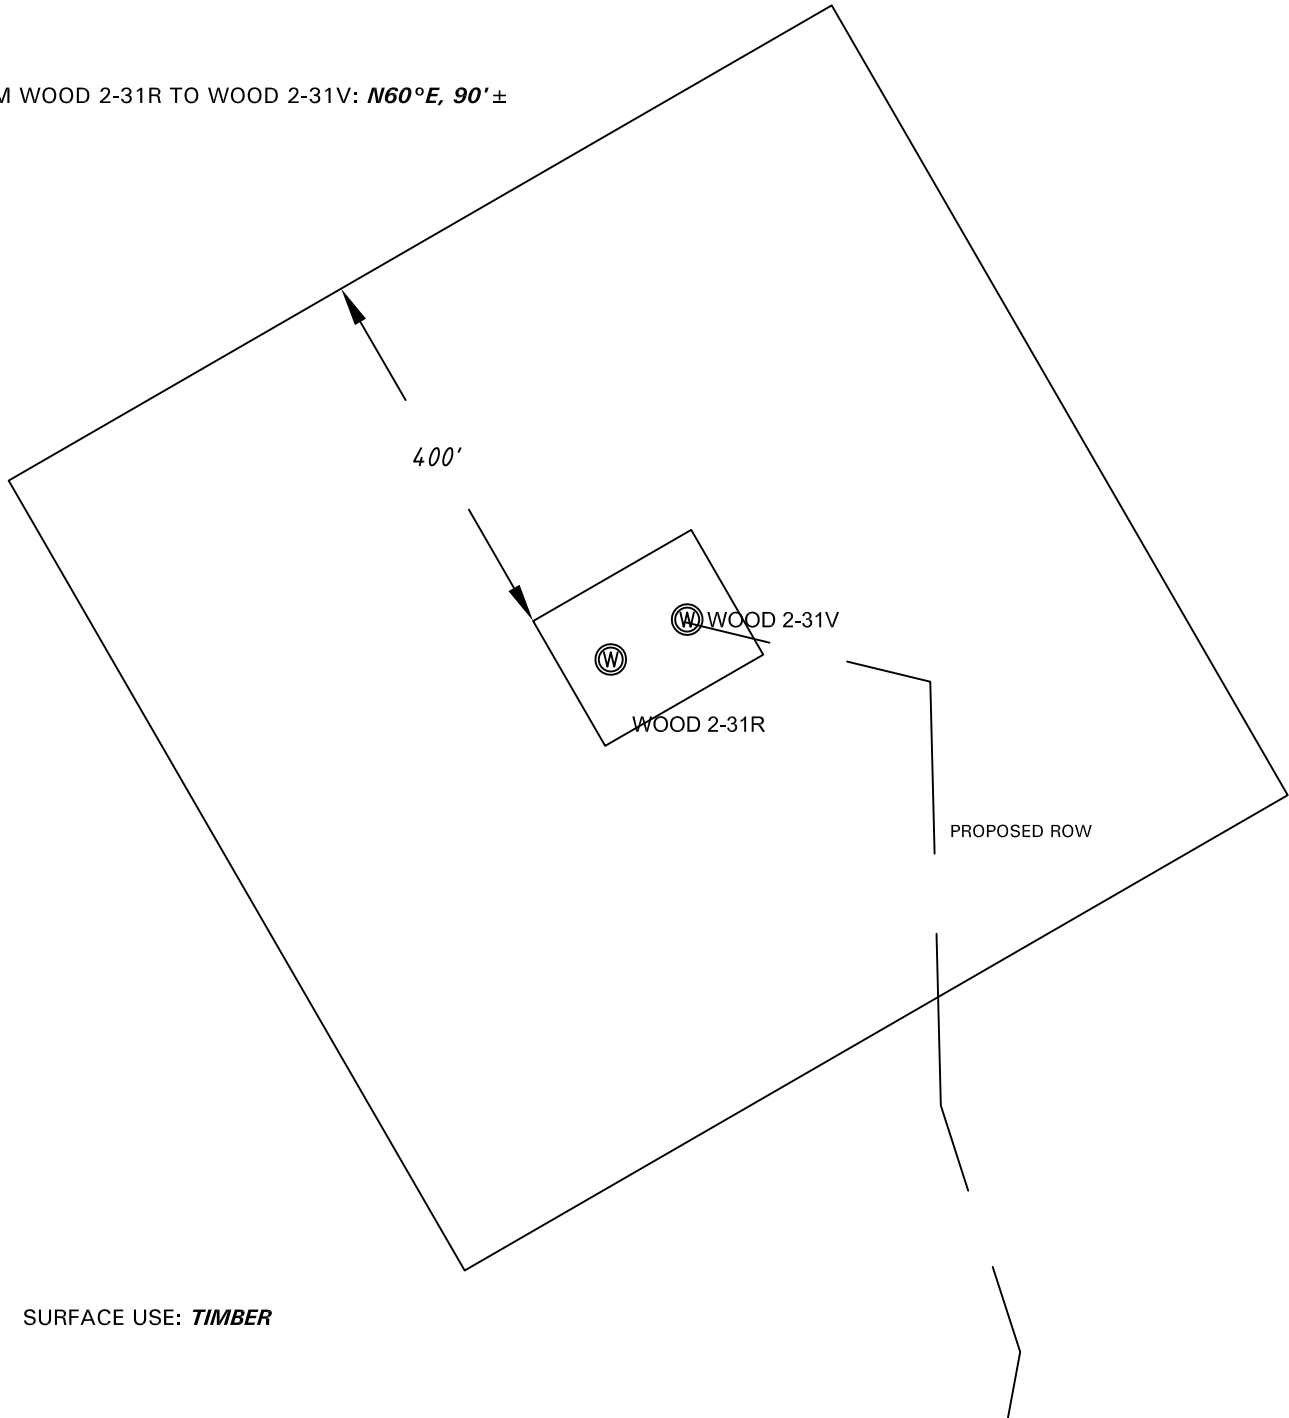 WOOD 2-31R TO WOOD 2-31V: N60°E, 90'±
400'
W WOOD 2-31V
W
WOOD 2-31R
PROPOSED ROW
SURFACE USE: TIMBER